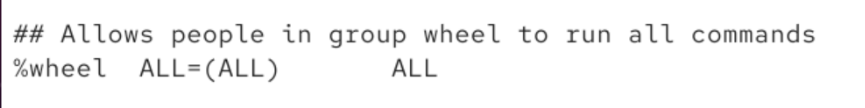 ## Allows people in group wheel to run all commands
%wheel  ALL=(ALL)       ALL